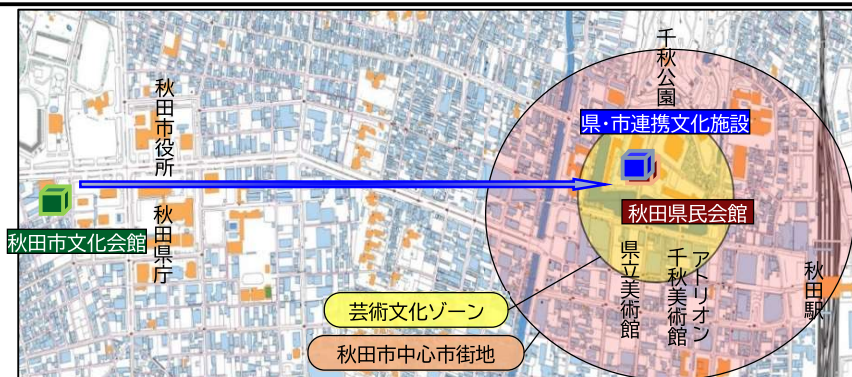 千秋公園
県・市連携文化施設
秋田市役所
秋田県民会館
秋田市文化会館
秋田県庁
県立美術館
アトリオン
千秋美術館
秋田駅
芸術文化ゾーン
秋田市中心市街地